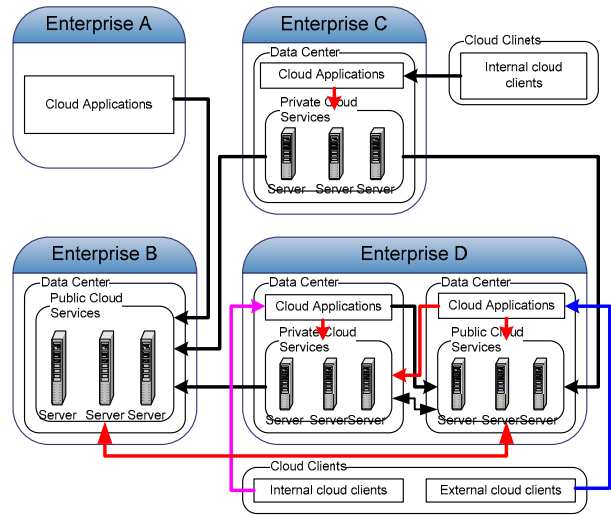 Enterprise A
Cloud Applications
Enterprise C
Data Center
Cloud Applications
Private Cloud
Services
Server
Server
Server
Cloud Clinets
Internal cloud
clients
Enterprise B
Data Center
Public Cloud
Services
Server
Server
Server
Enterprise D
Data Center
Cloud Applications
Private Cloud
Services
Server
Server
Server
Data Center
Cloud Applications
Public Cloud
Services
Server
Server
Server
Cloud Clients
Internal cloud clients
External cloud clients